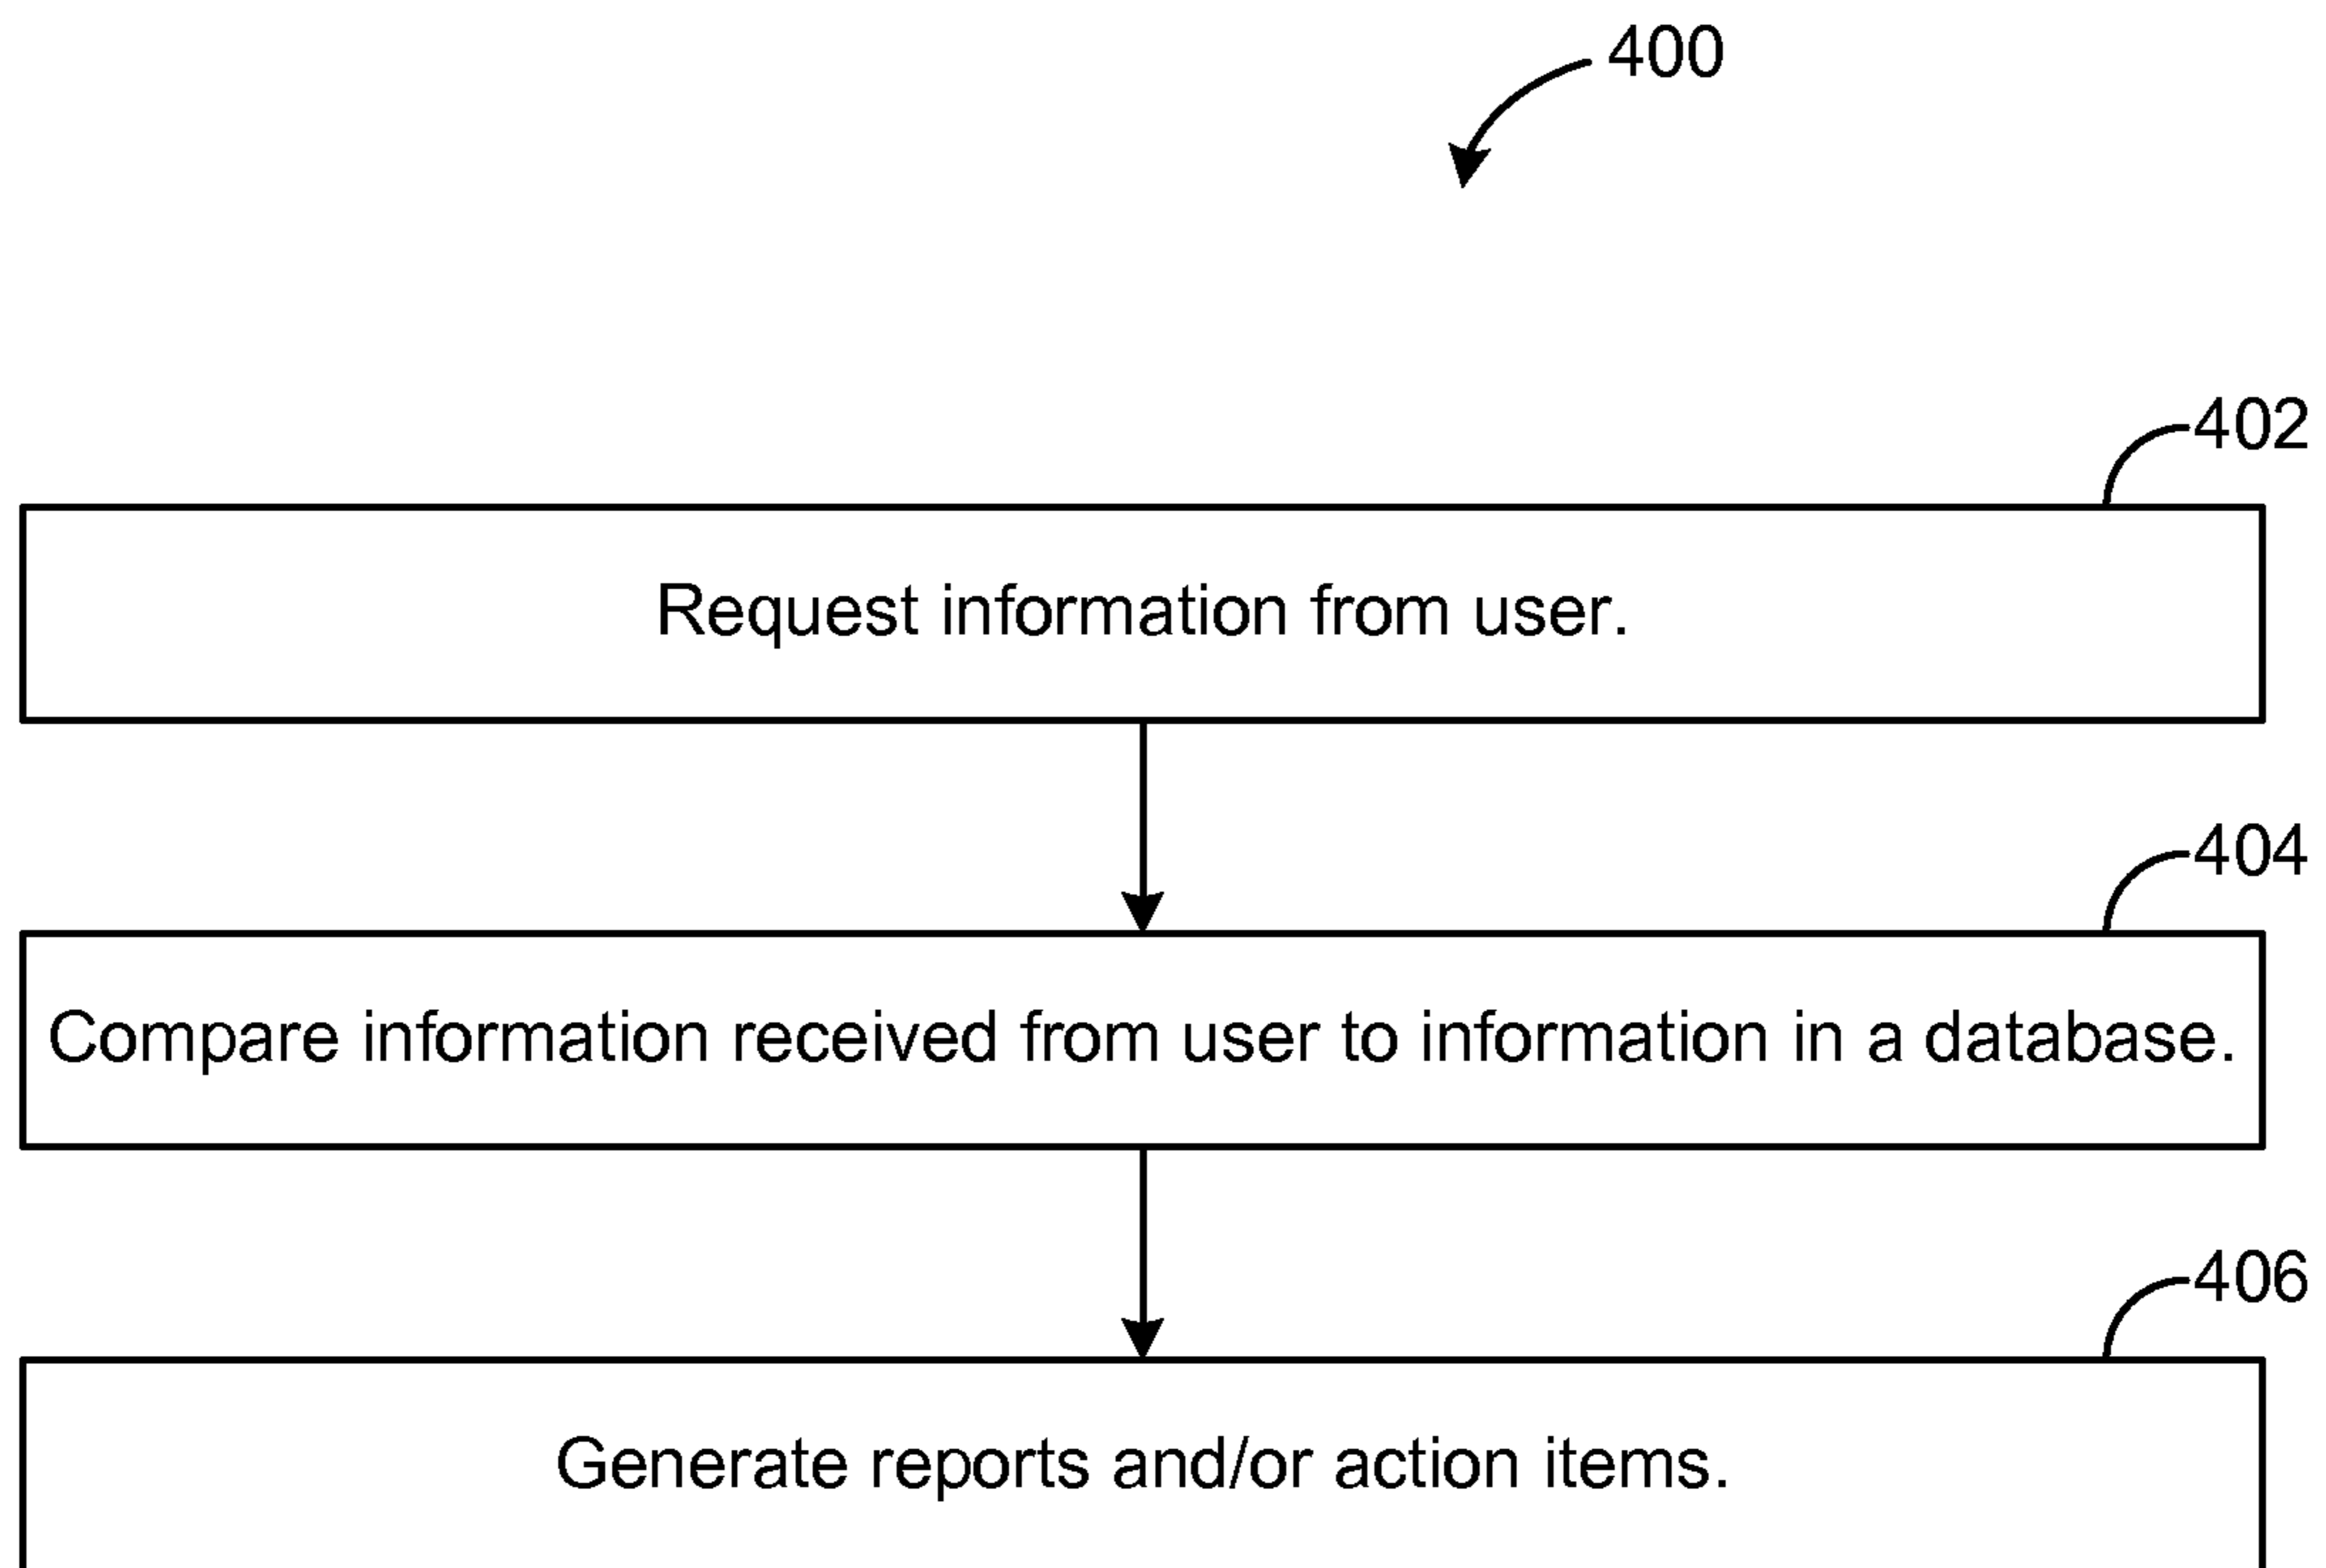 400
402
Request information from user.
404
Compare information received from user to information in a database.
406
Generate reports and/or action items.